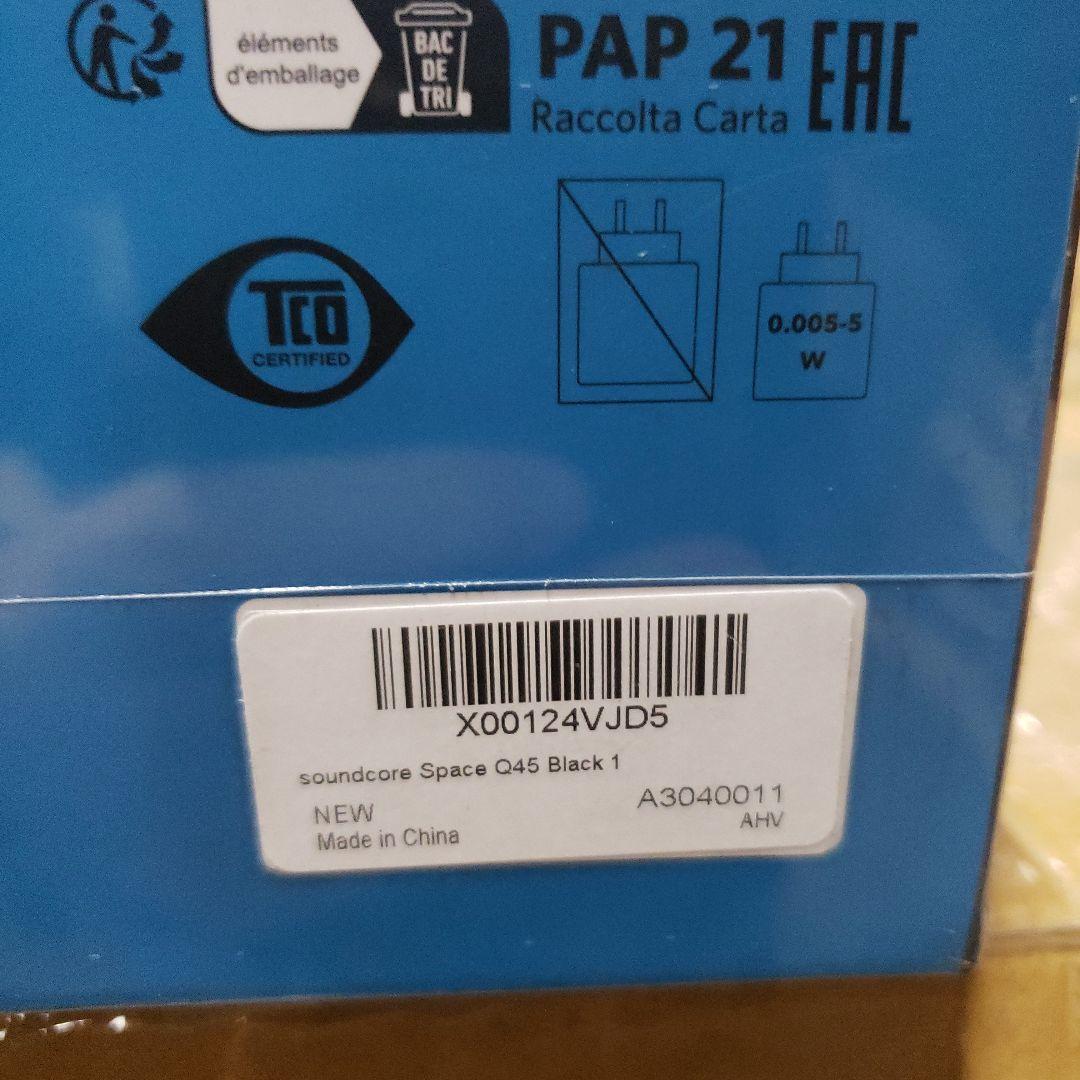 éléments
d'emballage
BAC
DE
TRI
PAP 21
Raccolta Carta
EAC
TCO
CERTIFIED
0.005-5
W
X00124VJD5
soundcore Space Q45 Black 1
NEW
A3040011
Made in China
AHV